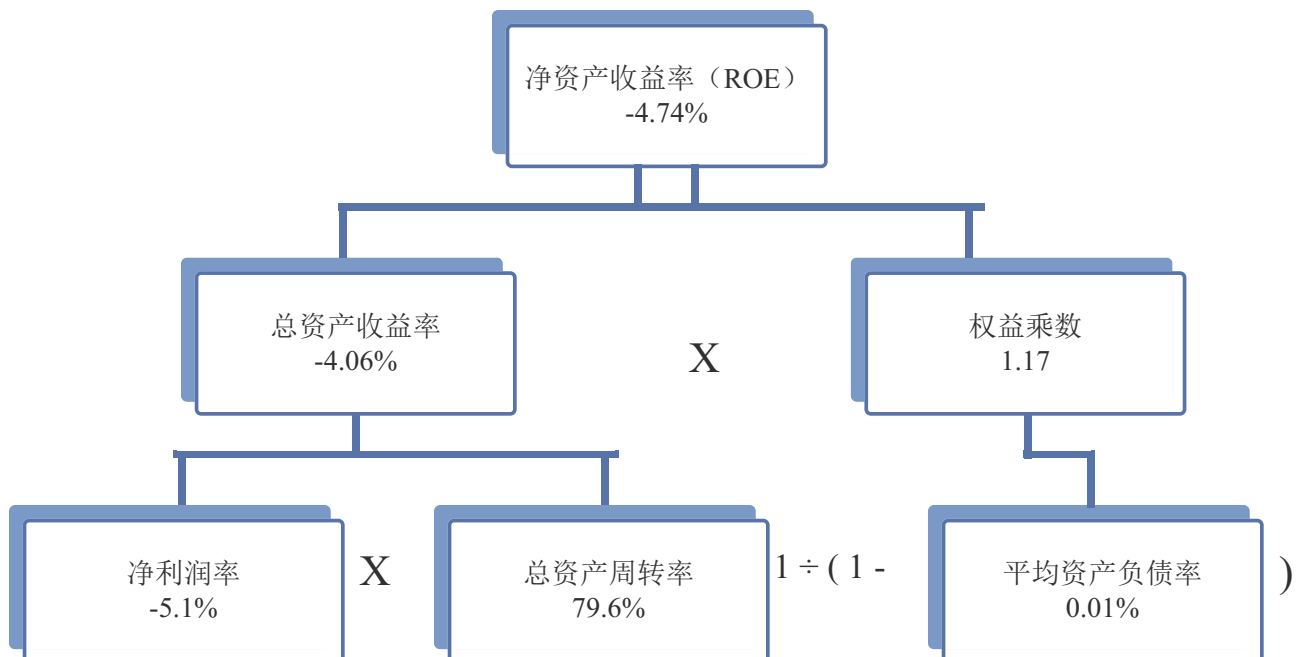 净资产收益率（ROE）
-4.74%
总资产收益率
-4.06%
X
权益乘数
1.17
净利润率
-5.1%
X
总资产周转率
79.6%
1 ÷ ( 1 -
平均资产负债率
0.01%
)